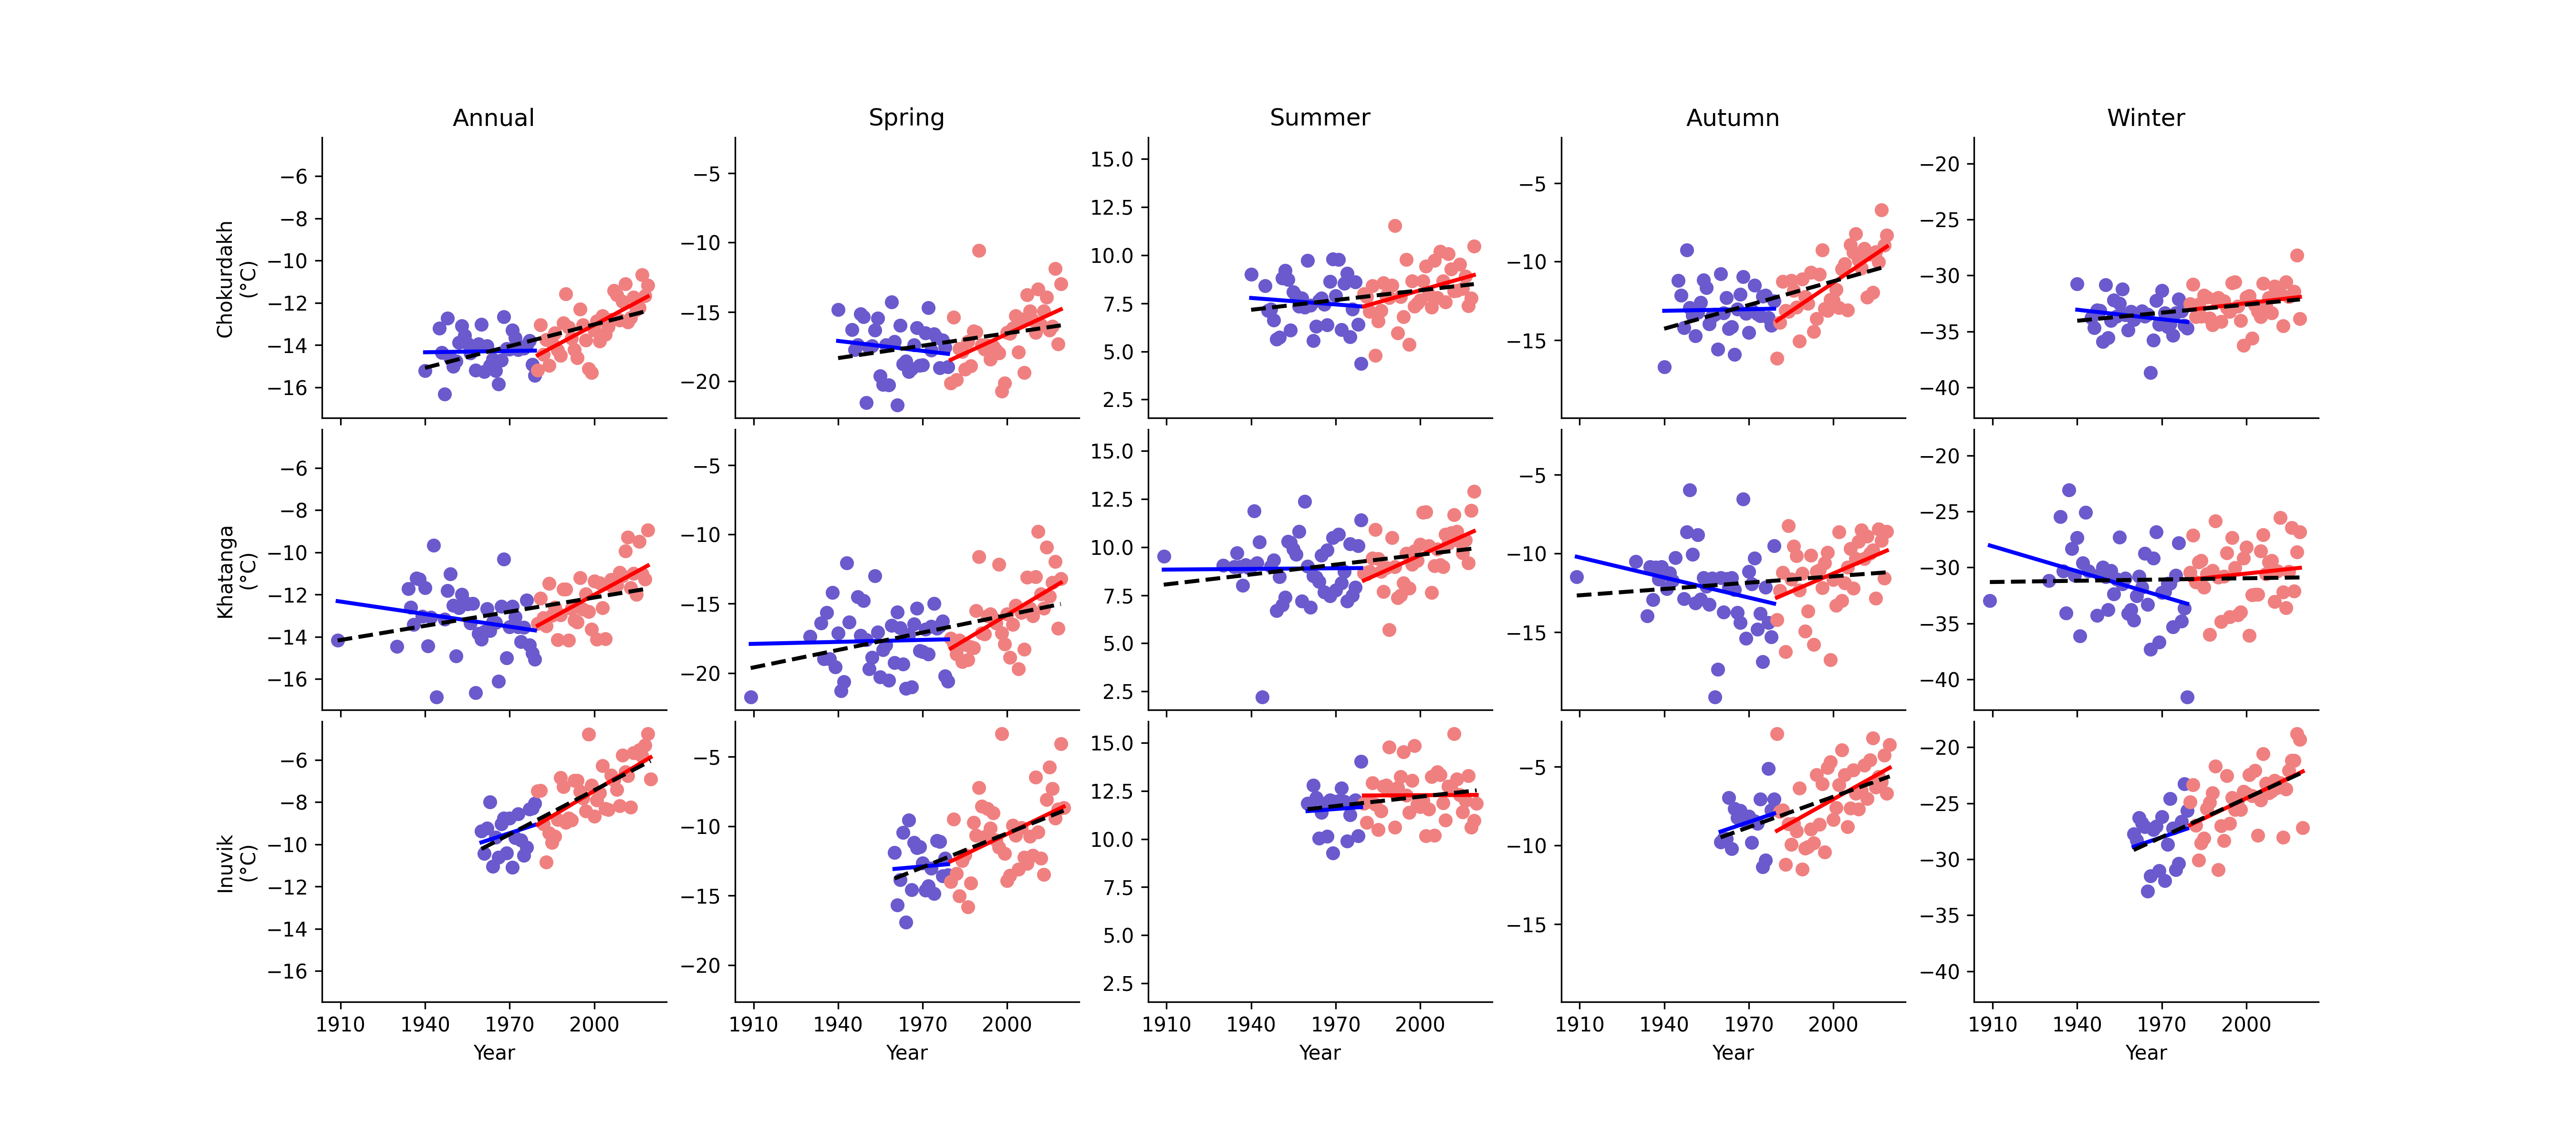 Annual Spring Summer Autumn Winter
Chokurdakh
(°C)
−6 −8 −10 −12 −14 −16
−5 −10 −15 −20
15.0 12.5 10.0 7.5 5.0 2.5
−5 −10 −15
−20 −25 −30 −35 −40
Khatanga
(°C)
−6 −8 −10 −12 −14 −16
−5 −10 −15 −20
15.0 12.5 10.0 7.5 5.0 2.5
−5 −10 −15
−20 −25 −30 −35 −40
Inuvik
(°C)
−6 −8 −10 −12 −14 −16
−5 −10 −15 −20
15.0 12.5 10.0 7.5 5.0 2.5
−5 −10 −15
−20 −25 −30 −35 −40
1910 1940 1970 2000 1910 1940 1970 2000 1910 1940 1970 2000 1910 1940 1970 2000 1910 1940 1970 2000
Year Year Year Year Year